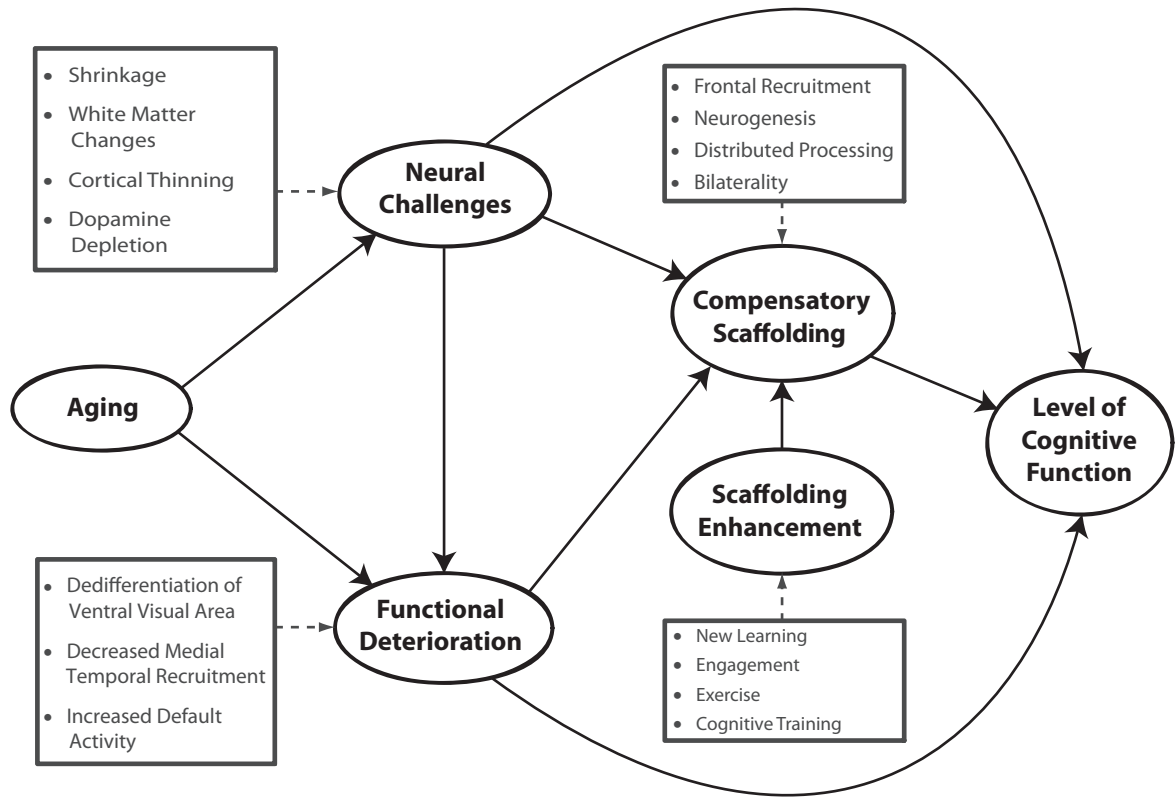 • Shrinkage
• White Matter
Changes
• Cortical Thinning
• Dopamine
Depletion
Neural
Challenges
• Frontal Recruitment
• Neurogenesis
• Distributed Processing
• Bilaterality
Compensatory
Scaffolding
Aging
Level of
Cognitive
Function
Scaffolding
Enhancement
• Dedifferentiation of
Ventral Visual Area
• Decreased Medial
Temporal Recruitment
• Increased Default
Activity
Functional
Deterioration
• New Learning
• Engagement
• Exercise
• Cognitive Training